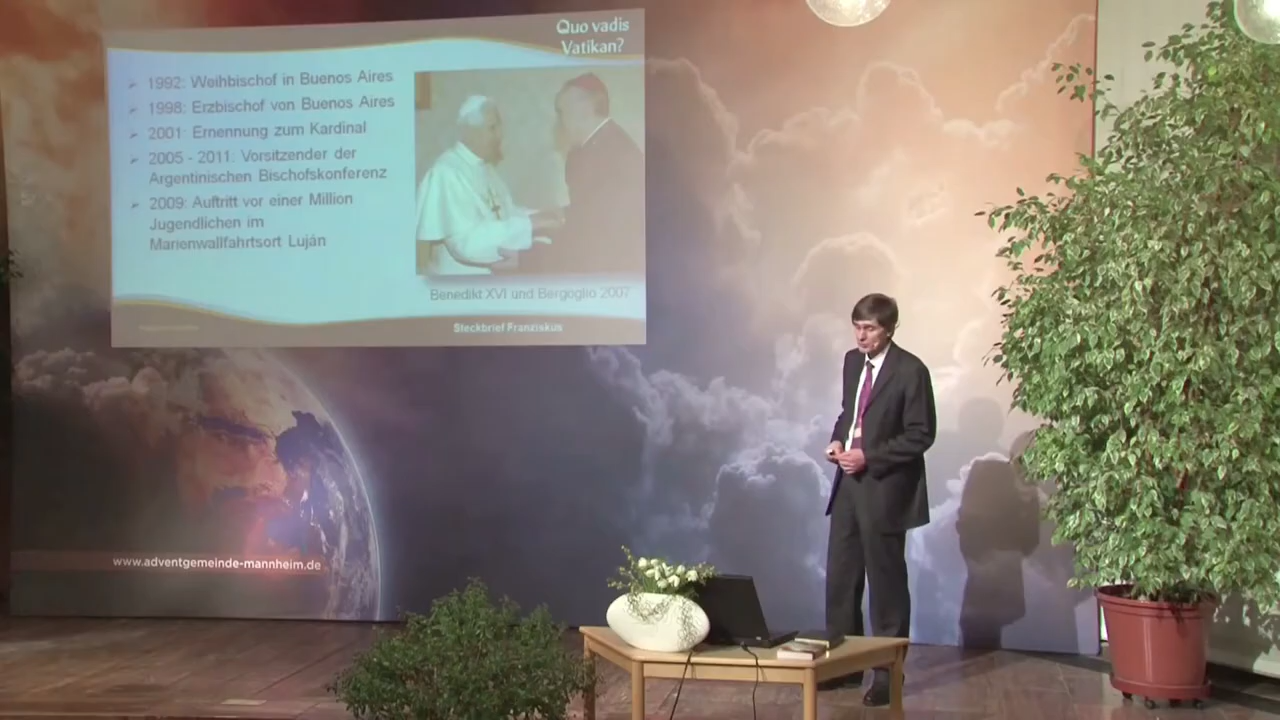 Quo vadis
Vatikan?
➢ 1992: Weihbischof in Buenos Aires
➢ 1998: Erzbischof von Buenos Aires
➢ 2001: Ernennung zum Kardinal
➢ 2005 - 2011: Vorsitzender der
Argentinischen Bischofskonferenz
➢ 2009: Auftritt vor einer Million
Jugendlichen im
Marienwallfahrtsort Luján
Benedikt XVI und Bergoglio 2007
Steckbrief Franziskus
www.adventgemeinde-mannheim.de